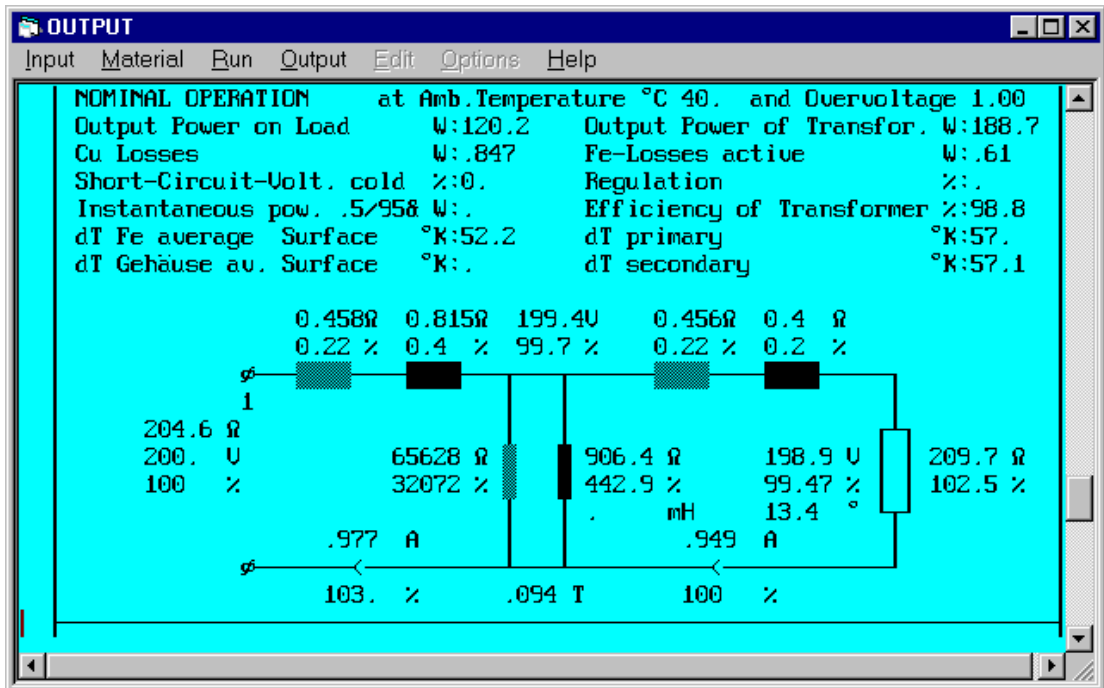 OUTPUT
Input Material Run Output Edit Options Help
NOMINAL OPERATION at Amb.Temperature °C 40. and Overvoltage 1.00
Output Power on Load W:120.2 Output Power of Transfor. W:188.7
Cu Losses W:.847 Fe-Losses active W:.61
Short-Circuit-Volt. cold %:0. Regulation %:.
Instantaneous pow. .5/95& W:. Efficiency of Transformer %:98.8
dT Fe average Surface °K:52.2 dT primary °K:57.
dT Gehäuse av. Surface °K:. dT secondary °K:57.1
0.458Ω 0.815Ω 199.4V 0.456Ω 0.4 Ω
0.22 % 0.4 % 99.7 % 0.22 % 0.2 %
1
204.6 Ω
200. V 65628 Ω 906.4 Ω 198.9 V 209.7 Ω
100 % 32072 % 442.9 % 99.47 % 102.5 %
. mH 13.4 °
.977 A .949 A
103. % .094 T 100 %